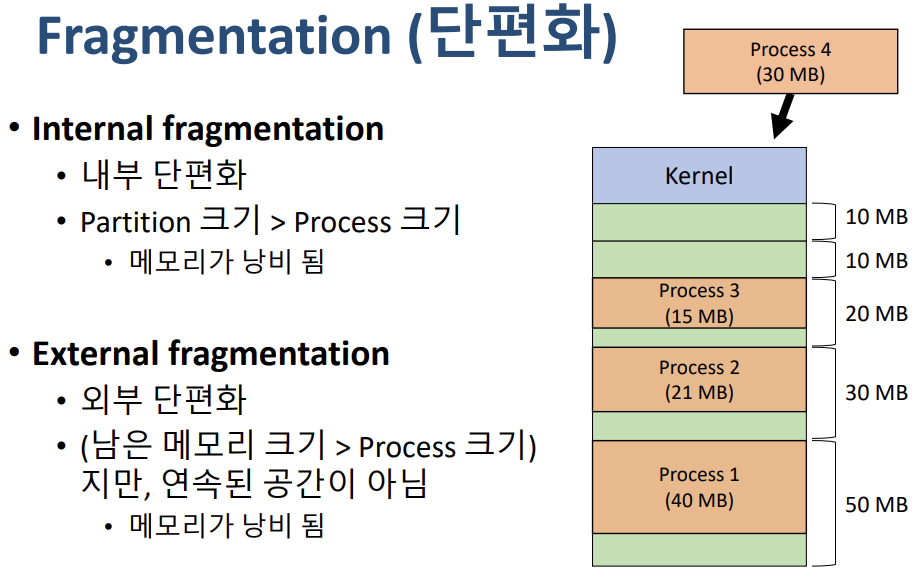 Fragmentation (단편화)
• Internal fragmentation
• 내부 단편화
• Partition 크기 > Process 크기
• 메모리가 낭비 됨
• External fragmentation
• 외부 단편화
• (남은 메모리 크기 > Process 크기)
지만, 연속된 공간이 아님
• 메모리가 낭비 됨
Process 4
(30 MB)
Kernel
10 MB
10 MB
Process 3
(15 MB)
20 MB
Process 2
(21 MB)
30 MB
Process 1
(40 MB)
50 MB